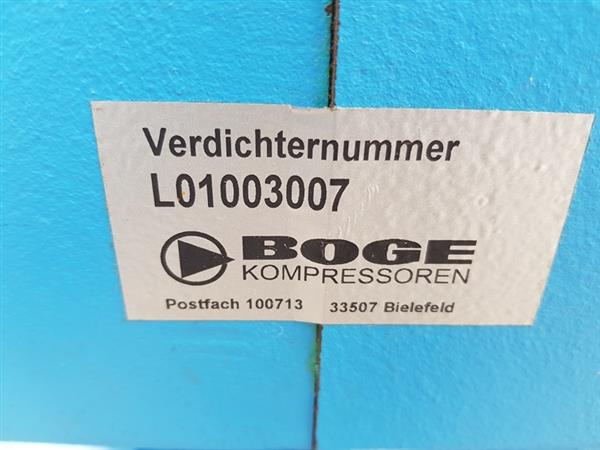 Verdichternummer
L01003007
BOGE
KOMPRESSOREN
Postfach 100713 33507 Bielefeld